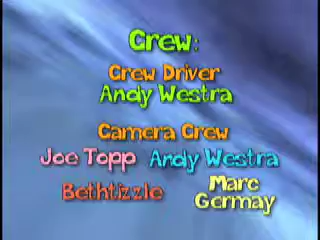 Crew:
Crew Driver
Andy Westra
Camera Crew
Joe Topp Andy Westra
Bethtizzle Marc Germay